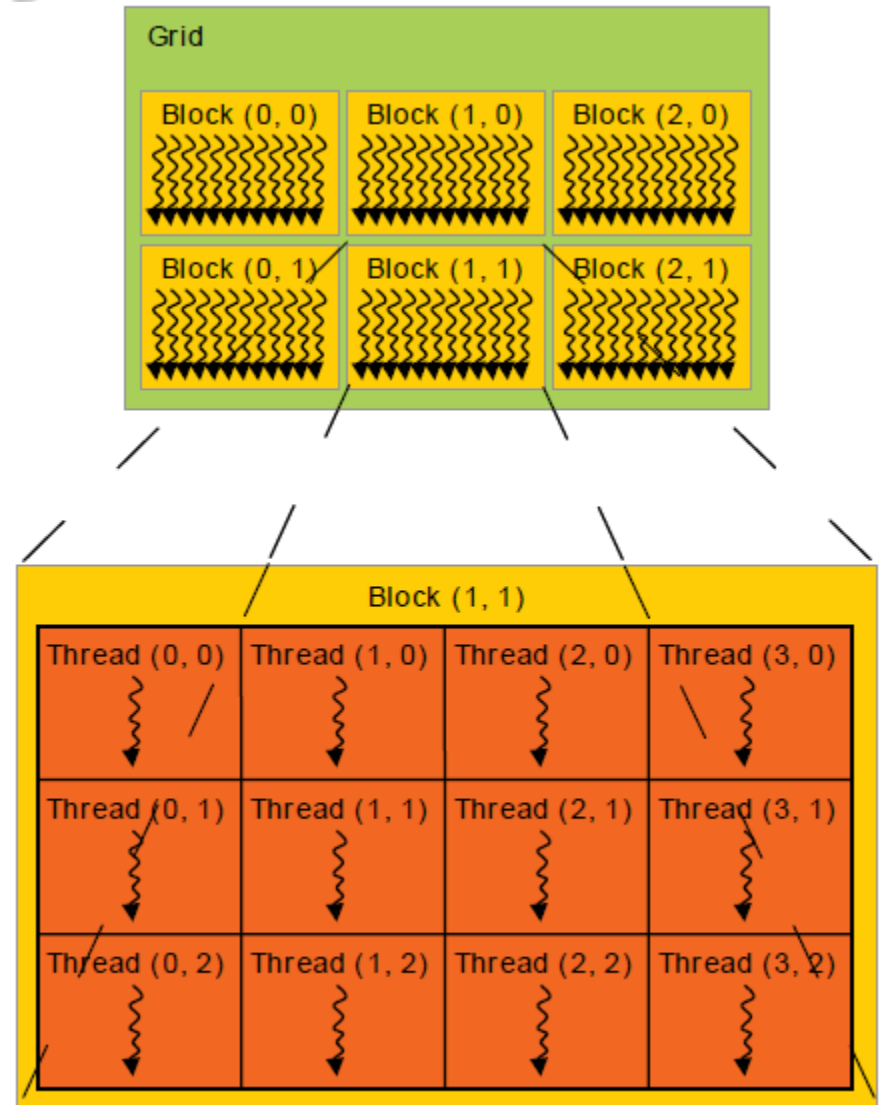 Grid
Block (0, 0) Block (1, 0) Block (2, 0)
Block (0, 1) Block (1, 1) Block (2, 1)
Block (1, 1)
Thread (0, 0) Thread (1, 0) Thread (2, 0) Thread (3, 0)
Thread (0, 1) Thread (1, 1) Thread (2, 1) Thread (3, 1)
Thread (0, 2) Thread (1, 2) Thread (2, 2) Thread (3, 2)